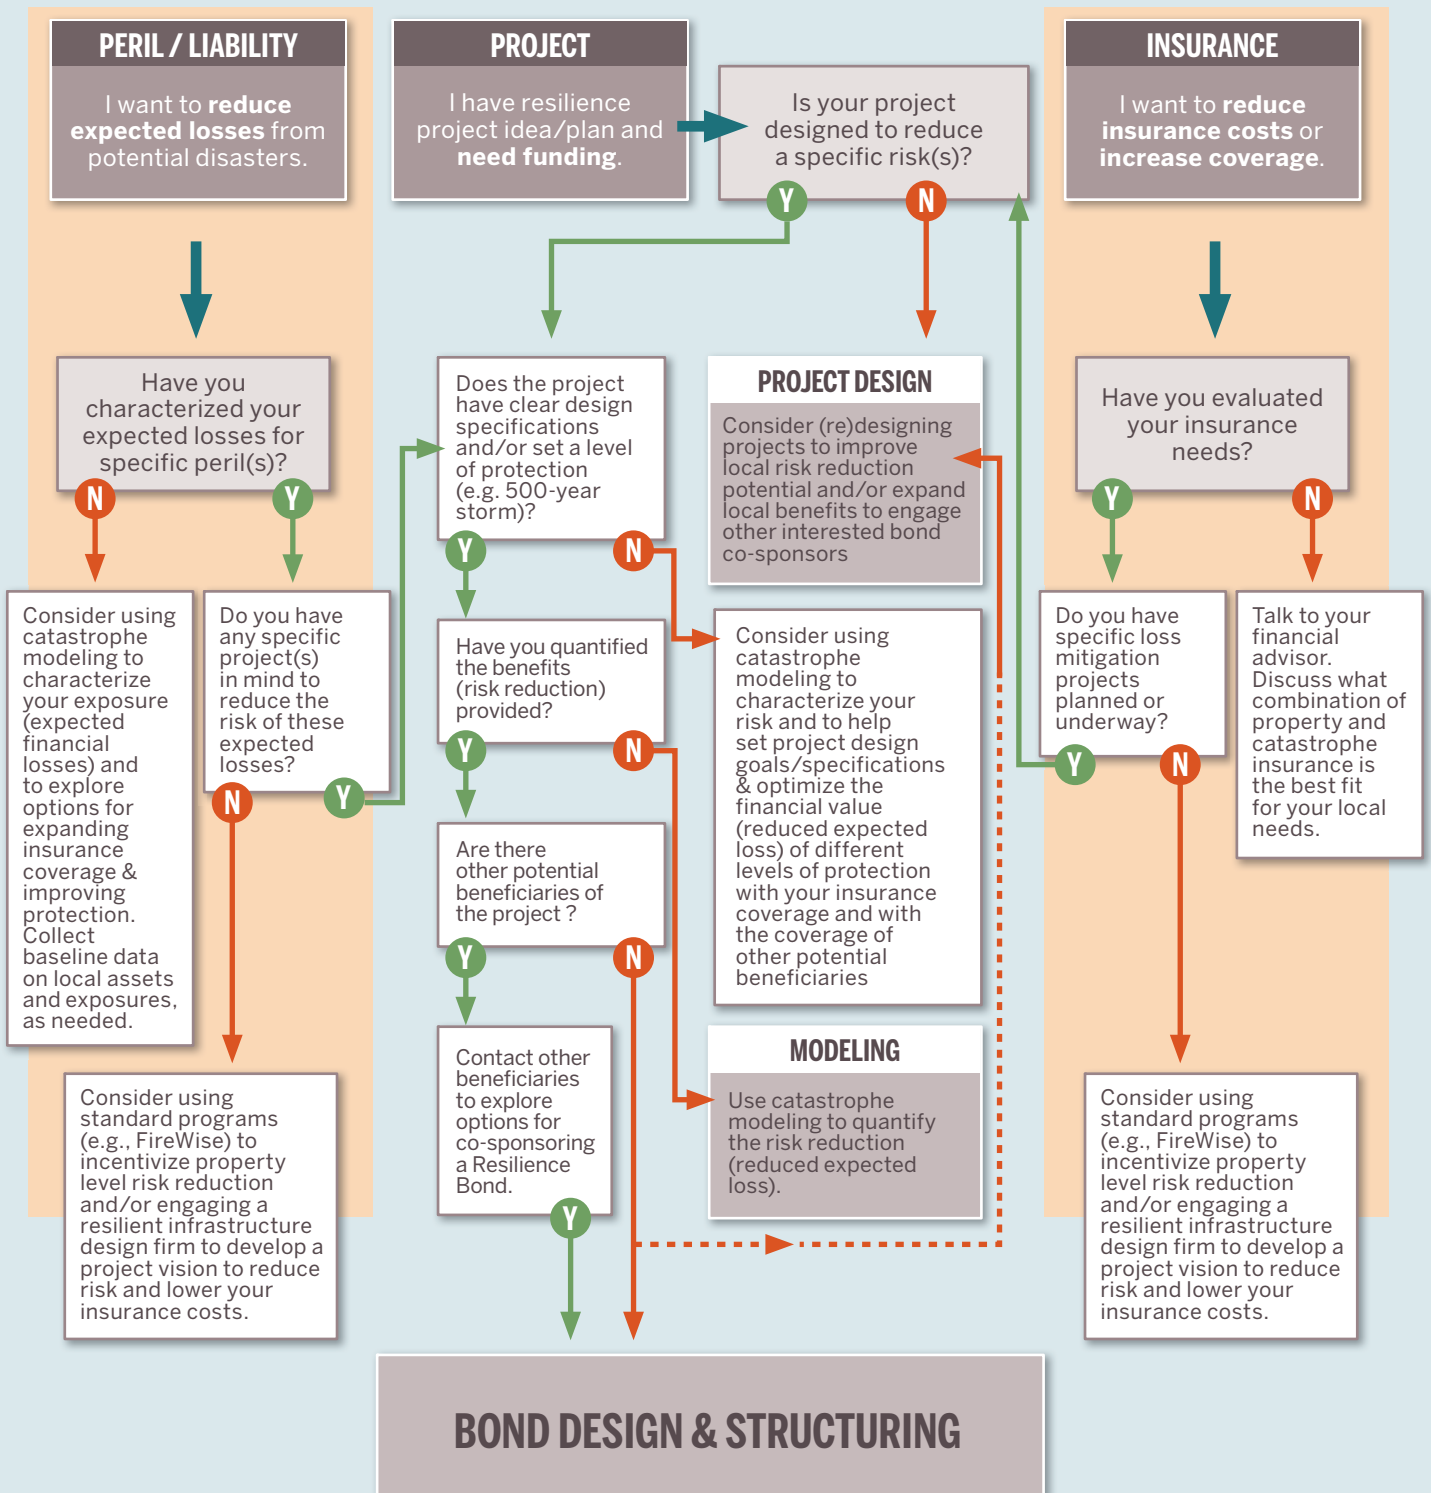 PERIL / LIABILITY
I want to reduce
expected losses from
potential disasters.
PROJECT
I have resilience
project idea/plan and
need funding.
Is your project
designed to reduce
a specific risk(s)?
Y
N
INSURANCE
I want to reduce
insurance costs or
increase coverage.
Have you
characterized your
expected losses for
specific peril(s)?
N
Y
Does the project
have clear design
specifications
and/or set a level
of protection
(e.g. 500-year
storm)?
Y
N
PROJECT DESIGN
Consider (re)designing
projects to improve
local risk reduction
potential and/or expand
local benefits to engage
other interested bond
co-sponsors
Have you evaluated
your insurance
needs?
Y
N
Consider using
catastrophe
modeling to
characterize
your exposure
(expected
financial
losses) and
to explore
options for
expanding
insurance
coverage &
improving
protection.
Collect
baseline data
on local assets
and exposures,
as needed.
Do you have
any specific
project(s)
in mind to
reduce the
risk of these
expected
losses?
N
Y
Have you quantified
the benefits
(risk reduction)
provided?
Y
N
Consider using
catastrophe
modeling to
characterize your
risk and to help
set project design
goals/specifications
& optimize the
financial value
(reduced expected
loss) of different
levels of protection
with your insurance
coverage and with
the coverage of
other potential
beneficiaries
Do you have
specific loss
mitigation
projects
planned or
underway?
Y
N
Talk to your
financial
advisor.
Discuss what
combination of
property and
catastrophe
insurance is
the best fit
for your local
needs.
Are there
other potential
beneficiaries of
the project ?
Y
N
Contact other
beneficiaries
to explore
options for
co-sponsoring
a Resilience
Bond.
Y
MODELING
Use catastrophe
modeling to quantify
the risk reduction
(reduced expected
loss).
Consider using
standard programs
(e.g., FireWise) to
incentivize property
level risk reduction
and/or engaging a
resilient infrastructure
design firm to develop a
project vision to reduce
risk and lower your
insurance costs.
Consider using
standard programs
(e.g., FireWise) to
incentivize property
level risk reduction
and/or engaging a
resilient infrastructure
design firm to develop a
project vision to reduce
risk and lower your
insurance costs.
BOND DESIGN & STRUCTURING